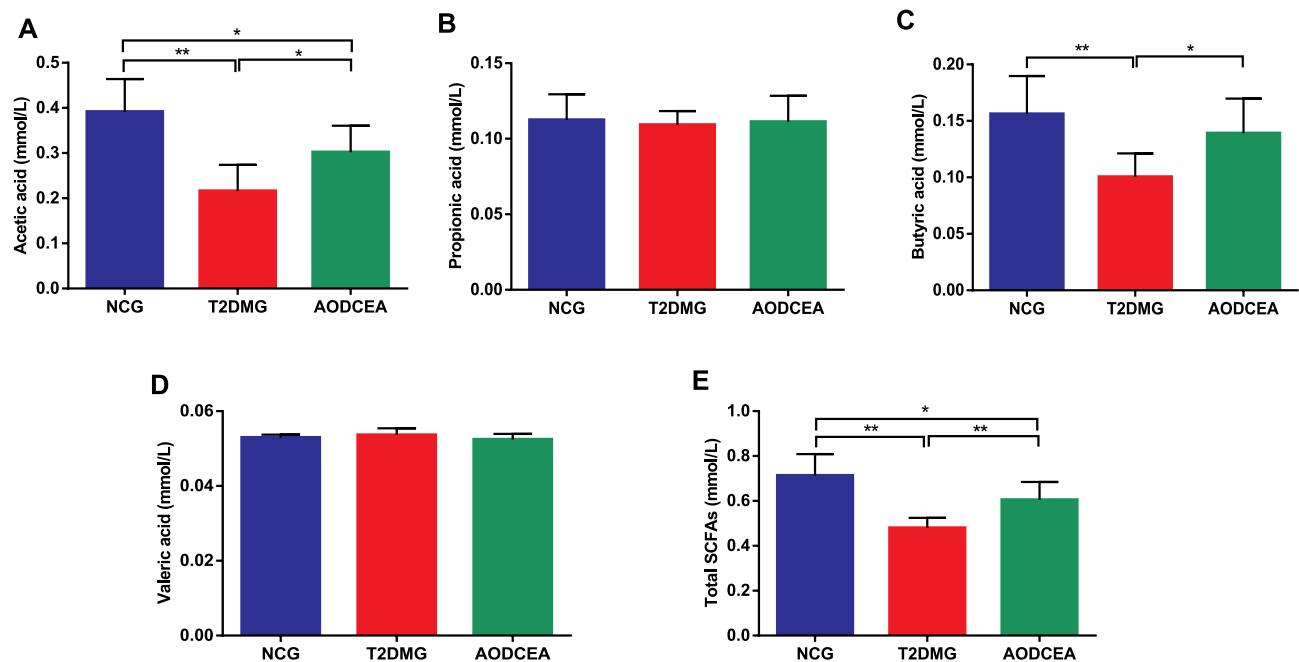 A
Acetic acid (mmol/L)
0.5
0.4
0.3
0.2
0.1
0.0
*
**
*
NCG T2DMG AODCEA
B
Propionic acid (mmol/L)
0.15
0.10
0.05
0.00
NCG T2DMG AODCEA
C
Butyric acid (mmol/L)
0.20
0.15
0.10
0.05
0.00
**
*
NCG T2DMG AODCEA
D
Valeric acid (mmol/L)
0.06
0.04
0.02
0.00
NCG T2DMG AODCEA
E
Total SCFAs (mmol/L)
1.0
0.8
0.6
0.4
0.2
0.0
*
**
**
NCG T2DMG AODCEA